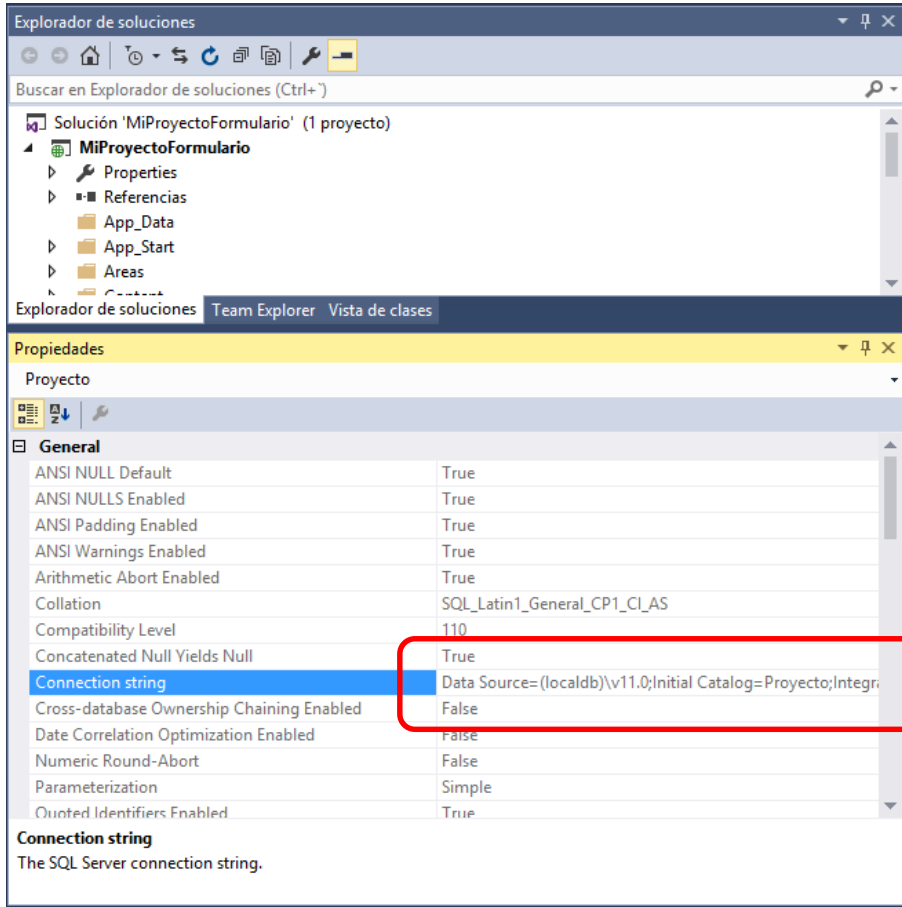 Explorador de soluciones
Buscar en Explorador de soluciones (Ctrl+`)
Solución 'MiProyectoFormulario' (1 proyecto)
MiProyectoFormulario
Properties
Referencias
App_Data
App_Start
Areas
Explorador de soluciones Team Explorer Vista de clases
Propiedades
Proyecto
General
ANSI NULL Default True
ANSI NULLS Enabled True
ANSI Padding Enabled True
ANSI Warnings Enabled True
Arithmetic Abort Enabled True
Collation SQL_Latin1_General_CP1_CI_AS
Compatibility Level 110
Concatenated Null Yields Null True
Connection string Data Source=(localdb)\v11.0;Initial Catalog=Proyecto;Integra
Cross-database Ownership Chaining Enabled False
Date Correlation Optimization Enabled False
Numeric Round-Abort False
Parameterization Simple
Quoted Identifiers Enabled True
Connection string
The SQL Server connection string.